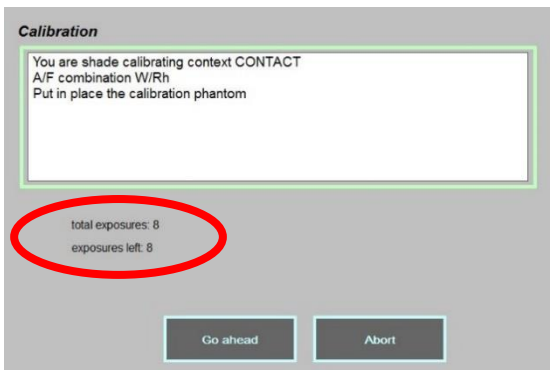 Calibration
You are shade calibrating context CONTACT
A/F combination W/Rh
Put in place the calibration phantom
total exposures: 8
exposures left: 8
Go ahead
Abort